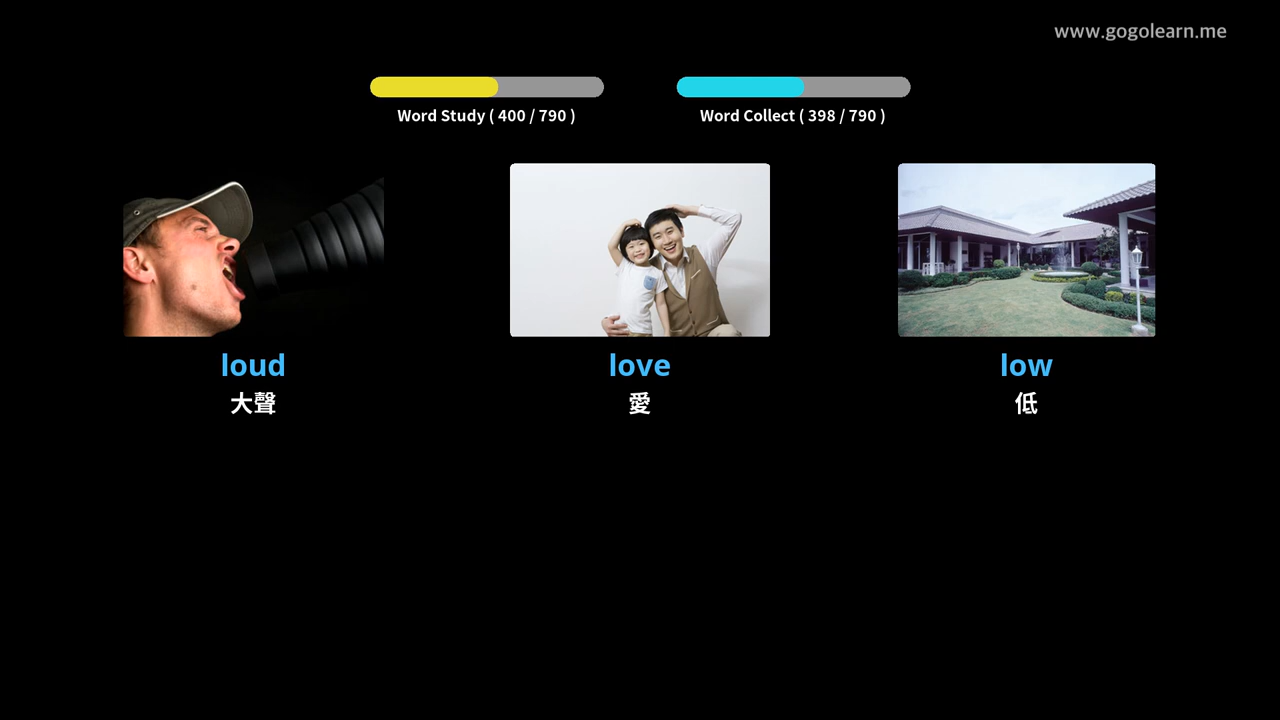 www.gogolearn.me
Word Study ( 400 / 790 )
Word Collect ( 398 / 790 )
loud
love
low
大聲
愛
低